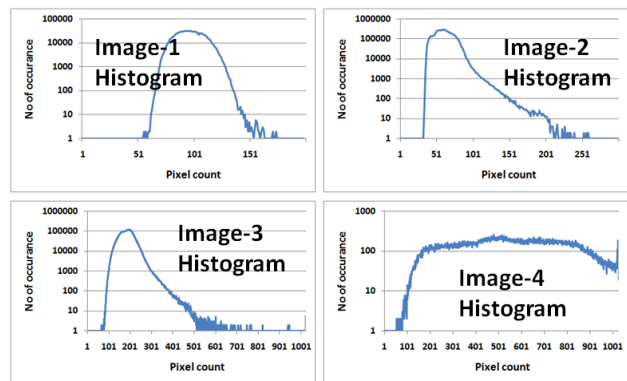 100000
10000
1000
100
10
1
No of occurance
Image-1
Histogram
1 51 101 151
Pixel count
1000000
100000
10000
1000
100
10
1
No of occurance
Image-2
Histogram
1 51 101 151 201 251
Pixel count
1000000
100000
10000
1000
100
10
1
No of occurance
Image-3
Histogram
1 101 201 301 401 501 601 701 801 901 1001
Pixel count
1000
100
10
1
No of occurance
Image-4
Histogram
1 101 201 301 401 501 601 701 801 901 1001
Pixel count